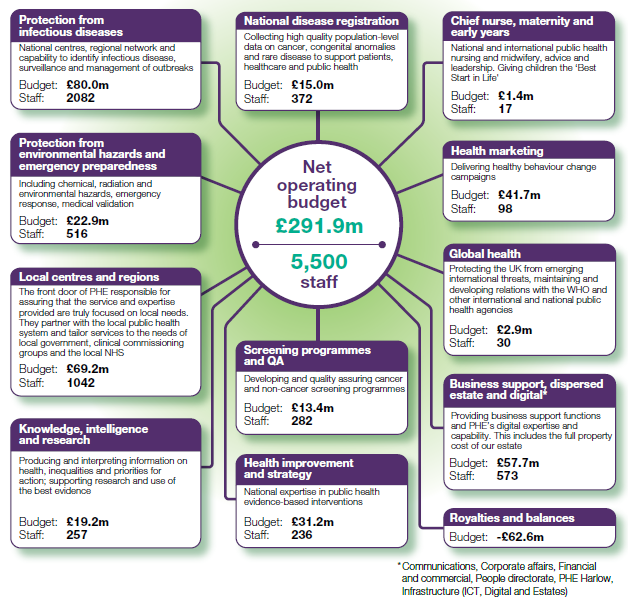 Protection from
infectious diseases
National centres, regional network and
capability to identify infectious disease,
surveillance and management of outbreaks
Budget: £80.0m
Staff: 2082
National disease registration
Collecting high quality population-level
data on cancer, congenital anomalies
and rare disease to support patients,
healthcare and public health
Budget: £15.0m
Staff: 372
Chief nurse, maternity and
early years
National and international public health
nursing and midwifery, advice and
leadership. Giving children the ‘Best
Start in Life’
Budget: £1.4m
Staff: 17
Protection from
environmental hazards and
emergency preparedness
Including chemical, radiation and
environmental hazards, emergency
response, medical validation
Budget: £22.9m
Staff: 516
Net
operating
budget
£291.9m
5,500
staff
Health marketing
Delivering healthy behaviour change
campaigns
Budget: £41.7m
Staff: 98
Local centres and regions
The front door of PHE responsible for
assuring that the service and expertise
provided are truly focused on local needs.
They partner with the local public health
system and tailor services to the needs of
local government, clinical commissioning
groups and the local NHS
Budget: £69.2m
Staff: 1042
Global health
Protecting the UK from emerging
international threats, maintaining and
developing relations with the WHO and
other international and national public
health agencies
Budget: £2.9m
Staff: 30
Screening programmes
and QA
Developing and quality assuring cancer
and non-cancer screening programmes
Budget: £13.4m
Staff: 282
Business support, dispersed
estate and digital*
Providing business support functions
and PHE’s digital expertise and
capability. This includes the full property
cost of our estate
Budget: £57.7m
Staff: 573
Knowledge, intelligence
and research
Producing and interpreting information on
health, inequalities and priorities for
action; supporting research and use of
the best evidence
Budget: £19.2m
Staff: 257
Health improvement
and strategy
National expertise in public health
evidence-based interventions
Budget: £31.2m
Staff: 236
Royalties and balances
Budget: -£62.6m
*Communications, Corporate affairs, Financial
and commercial, People directorate, PHE Harlow,
Infrastructure (ICT, Digital and Estates)